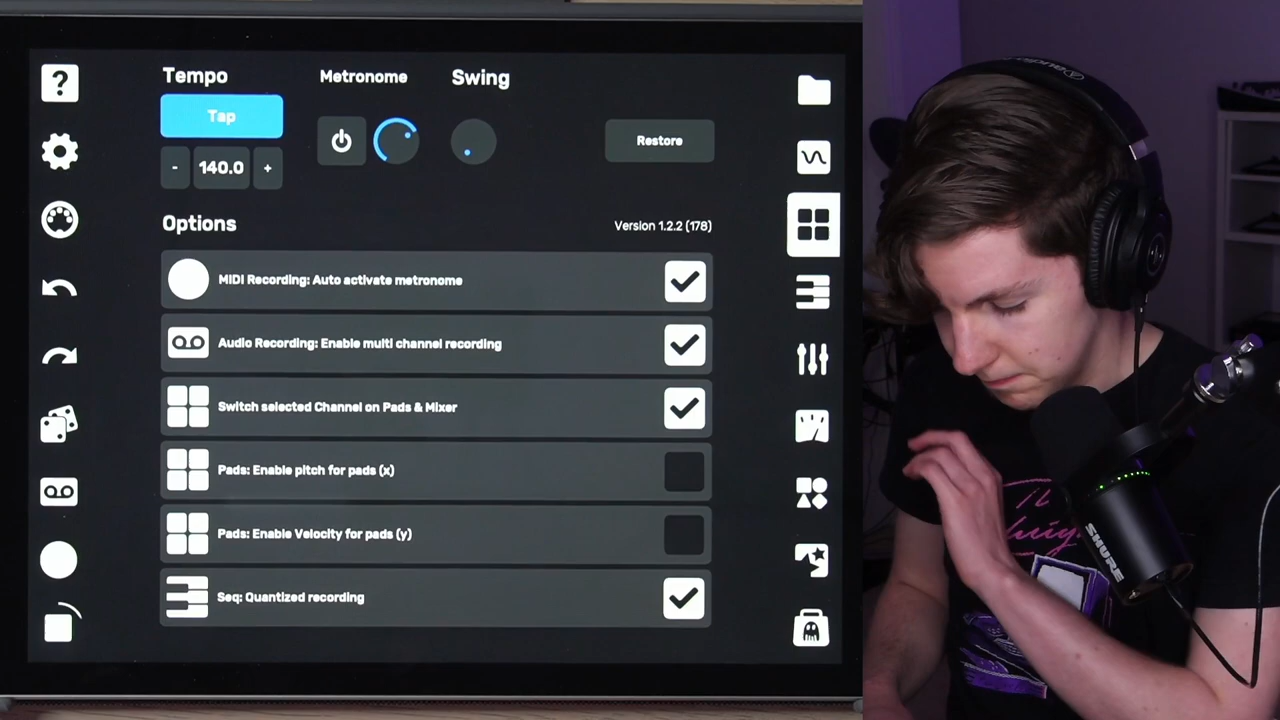 ?
Tempo
Metronome
Swing
Tap
- 140.0 +
Restore
Options
Version 1.2.2 (178)
MIDI Recording: Auto activate metronome
Audio Recording: Enable multi channel recording
Switch selected Channel on Pads & Mixer
Pads: Enable pitch for pads (x)
Pads: Enable Velocity for pads (y)
Seq: Quantized recording
SHURE